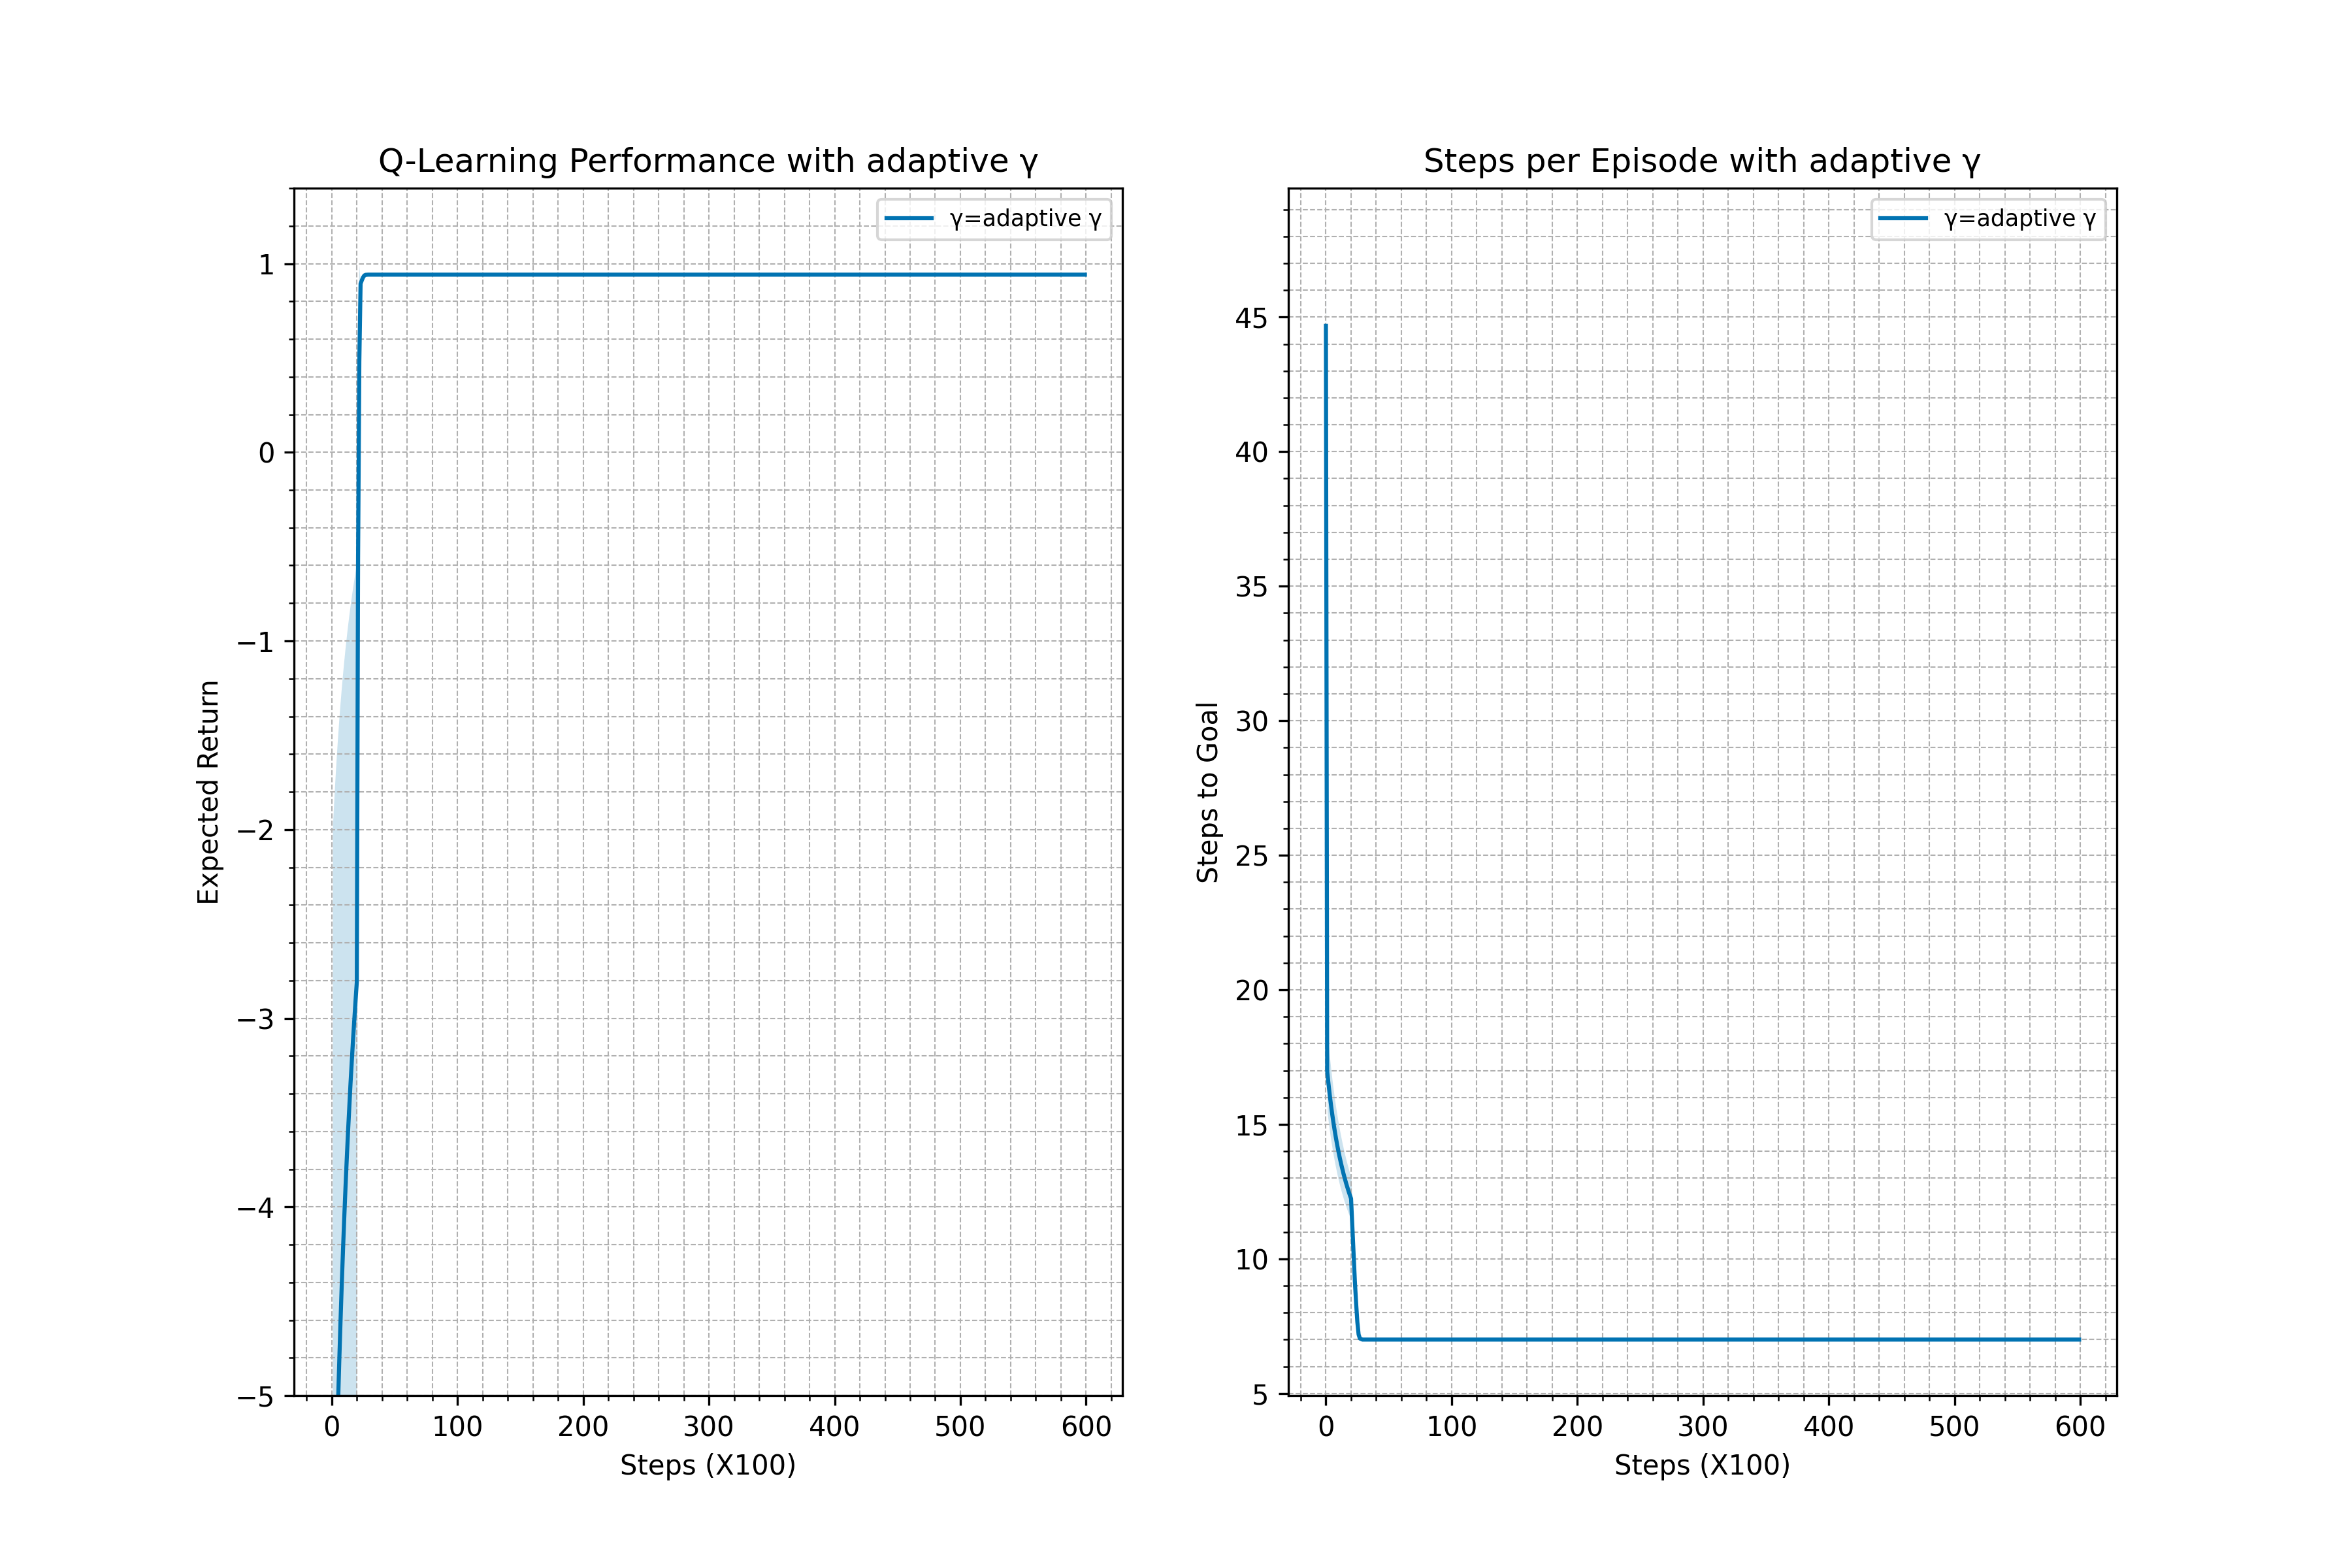 Q-Learning Performance with adaptive γ
γ=adaptive γ
1
0
−1
−2
−3
−4
−5
Expected Return
0 100 200 300 400 500 600
Steps (X100)
Steps per Episode with adaptive γ
γ=adaptive γ
45
40
35
30
25
20
15
10
5
Steps to Goal
0 100 200 300 400 500 600
Steps (X100)